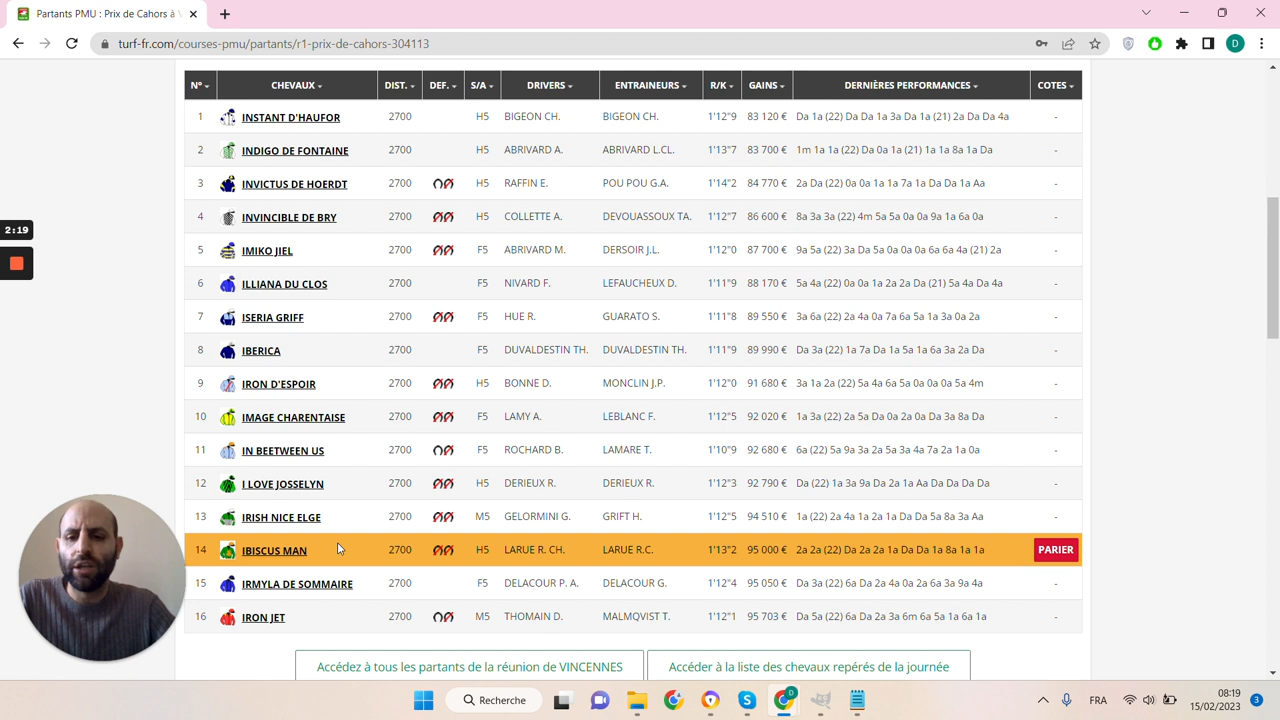 Partants PMU : Prix de Cahors à V
turf-fr.com/courses-pmu/partants/r1-prix-de-cahors-304113
D
N° CHEVAUX DIST. DEF. S/A DRIVERS ENTRAINEURS R/K GAINS DERNIÈRES PERFORMANCES COTES
1 INSTANT D'HAUFOR 2700 H5 BIGEON CH. BIGEON CH. 1'12"9 83 120 € Da 1a (22) Da Da 1a 3a Da 1a (21) 2a Da Da 4a -
2 INDIGO DE FONTAINE 2700 H5 ABRIVARD A. ABRIVARD L.CL. 1'13"7 83 700 € 1m 1a 1a (22) Da 0a 1a (21) 1a 1a 8a 1a Da -
3 INVICTUS DE HOERDT 2700 H5 RAFFIN E. POU POU G.A. 1'14"2 84 770 € 2a Da (22) 0a 0a 1a 1a 7a 1a Da Da 1a Aa -
4 INVINCIBLE DE BRY 2700 H5 COLLETTE A. DEVOUASSOUX TA. 1'12"7 86 600 € 8a 3a 3a (22) 4m 5a 5a 0a 0a 9a 1a 6a 0a -
5 IMIKO JIEL 2700 F5 ABRIVARD M. DERSOIR J.L. 1'12"0 87 700 € 9a 5a (22) 3a Da 5a 0a 0a 0a 6a 6a 4a (21) 2a -
6 ILLIANA DU CLOS 2700 F5 NIVARD F. LEFAUCHEUX D. 1'11"9 88 170 € 5a 4a (22) 0a 0a 1a 2a 2a Da (21) 5a 4a Da 4a -
7 ISERIA GRIFF 2700 F5 HUE R. GUARATO S. 1'11"8 89 550 € 3a 6a (22) 2a 4a 0a 7a 6a 5a 1a 3a 0a 2a -
8 IBERICA 2700 F5 DUVALDESTIN TH. DUVALDESTIN TH. 1'11"9 89 990 € Da 3a (22) 1a 7a Da 1a 5a 1a 6a 3a 2a Da -
9 IRON D'ESPOIR 2700 H5 BONNE D. MONCLIN J.P. 1'12"0 91 680 € 3a 1a 2a (22) 5a 4a 6a 5a 0a 0a 0a 5a 4m -
10 IMAGE CHARENTAISE 2700 F5 LAMY A. LEBLANC F. 1'12"5 92 020 € 1a 3a (22) 2a 5a Da 0a 2a 0a Da 3a 8a Da -
11 IN BEETWEEN US 2700 F5 ROCHARD B. LAMARE T. 1'12"5 92 680 € 6a (22) 5a 9a 3a 2a 5a 3a 4a 7a 2a 1a 0a -
12 I LOVE JOSSELYN 2700 H5 DERIEUX R. DERIEUX R. 1'12"3 92 790 € Da (22) 1a 3a 9a Da 2a 1a Aa Da Da Da Da -
13 IRISH NICE ELGE 2700 M5 GELORMINI G. GRIFT H. 1'12"5 94 510 € 1a (22) 2a 4a 1a 2a 1a Da Da 3a 0a 1a Aa -
14 IBISCUS MAN 2700 H5 LARUE R. CH. LARUE R.C. 1'13"2 95 000 € 2a 2a (22) Da 2a 2a 1a Da Da 1a 8a 1a 1a PARIER
15 IRMYLA DE SOMMAIRE 2700 F5 DELACOUR P. A. DELACOUR G. 1'12"4 95 050 € Da 3a (22) 6a Da 2a 4a 0a 2a 6a 3a 9a 4a -
16 IRON JET 2700 M5 THOMAIN D. MALMQVIST T. 1'12"1 95 703 € Da 5a (22) 6a Da 2a 3a 6m 6a 5a 1a 6a 1a -
Accédez à tous les partants de la réunion de VINCENNES Accéder à la liste des chevaux repérés de la journée
2:19
Recherche
D
FRA
08:19
15/02/2023
3